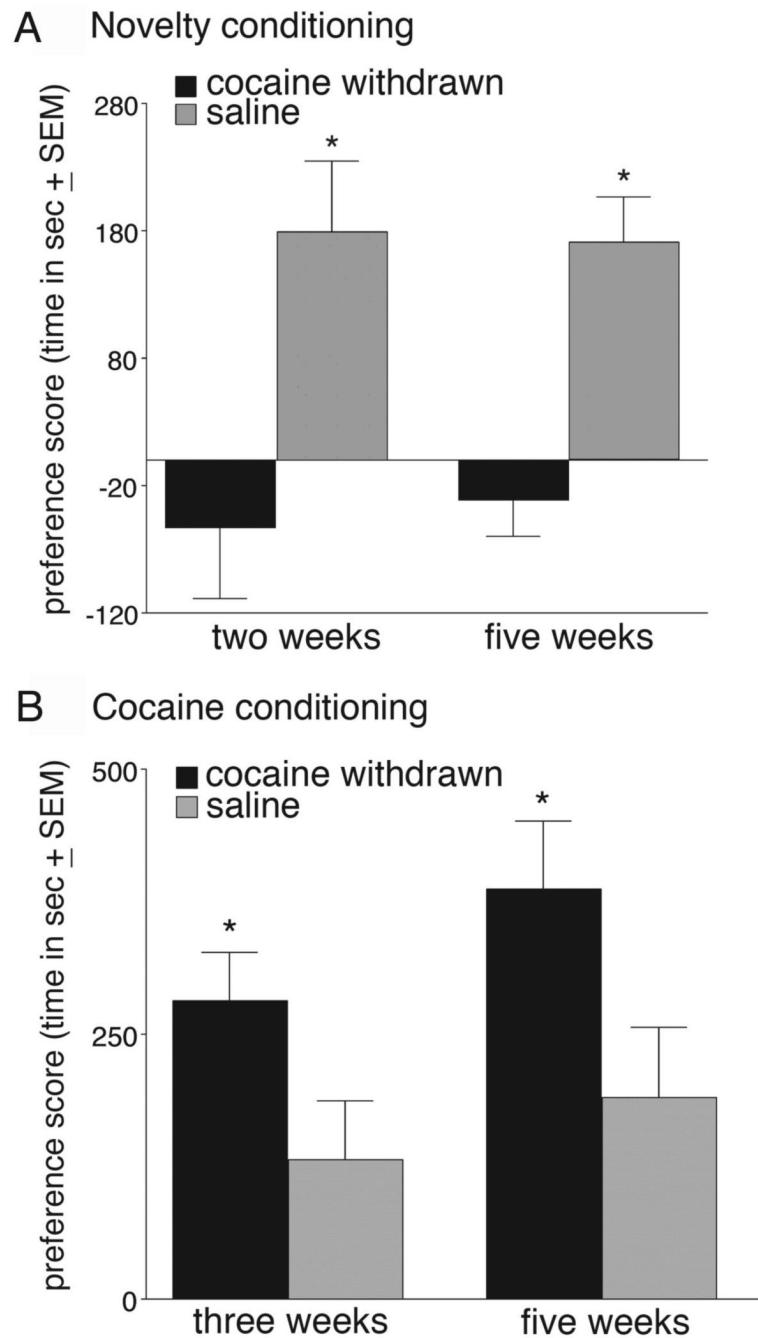 A Novelty conditioning
cocaine withdrawn
saline
preference score (time in sec ± SEM)
280
180
80
-20
-120
*
*
two weeks five weeks
B Cocaine conditioning
cocaine withdrawn
saline
preference score (time in sec ± SEM)
500
250
0
*
*
three weeks five weeks